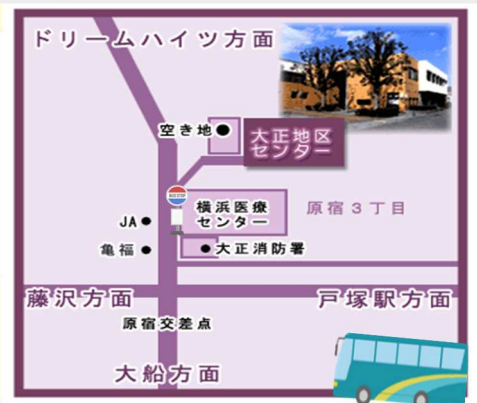 ドリームハイツ方面
空き地
大正地区
センター
横浜医療
センター
原宿３丁目
JA
亀福
大正消防署
藤沢方面
戸塚駅方面
原宿交差点
大船方面